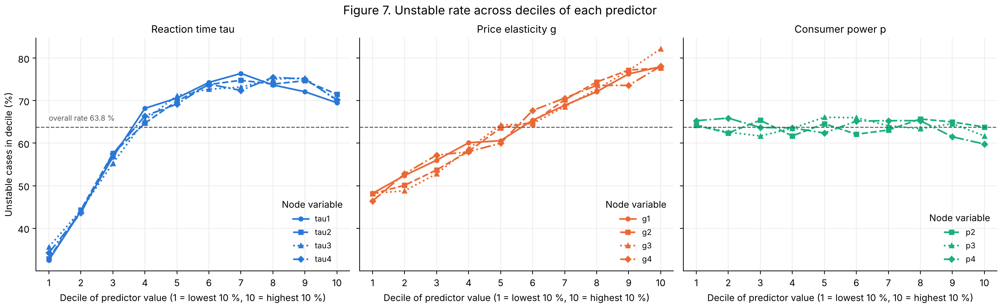 Figure 7. Unstable rate across deciles of each predictor
Reaction time tau
Unstable cases in decile (%)
80
70
60
50
40
overall rate 63.8 %
Node variable
tau1
tau2
tau3
tau4
1 2 3 4 5 6 7 8 9 10
Decile of predictor value (1 = lowest 10 %, 10 = highest 10 %)
Price elasticity g
Node variable
g1
g2
g3
g4
1 2 3 4 5 6 7 8 9 10
Decile of predictor value (1 = lowest 10 %, 10 = highest 10 %)
Consumer power p
Node variable
p2
p3
p4
1 2 3 4 5 6 7 8 9 10
Decile of predictor value (1 = lowest 10 %, 10 = highest 10 %)